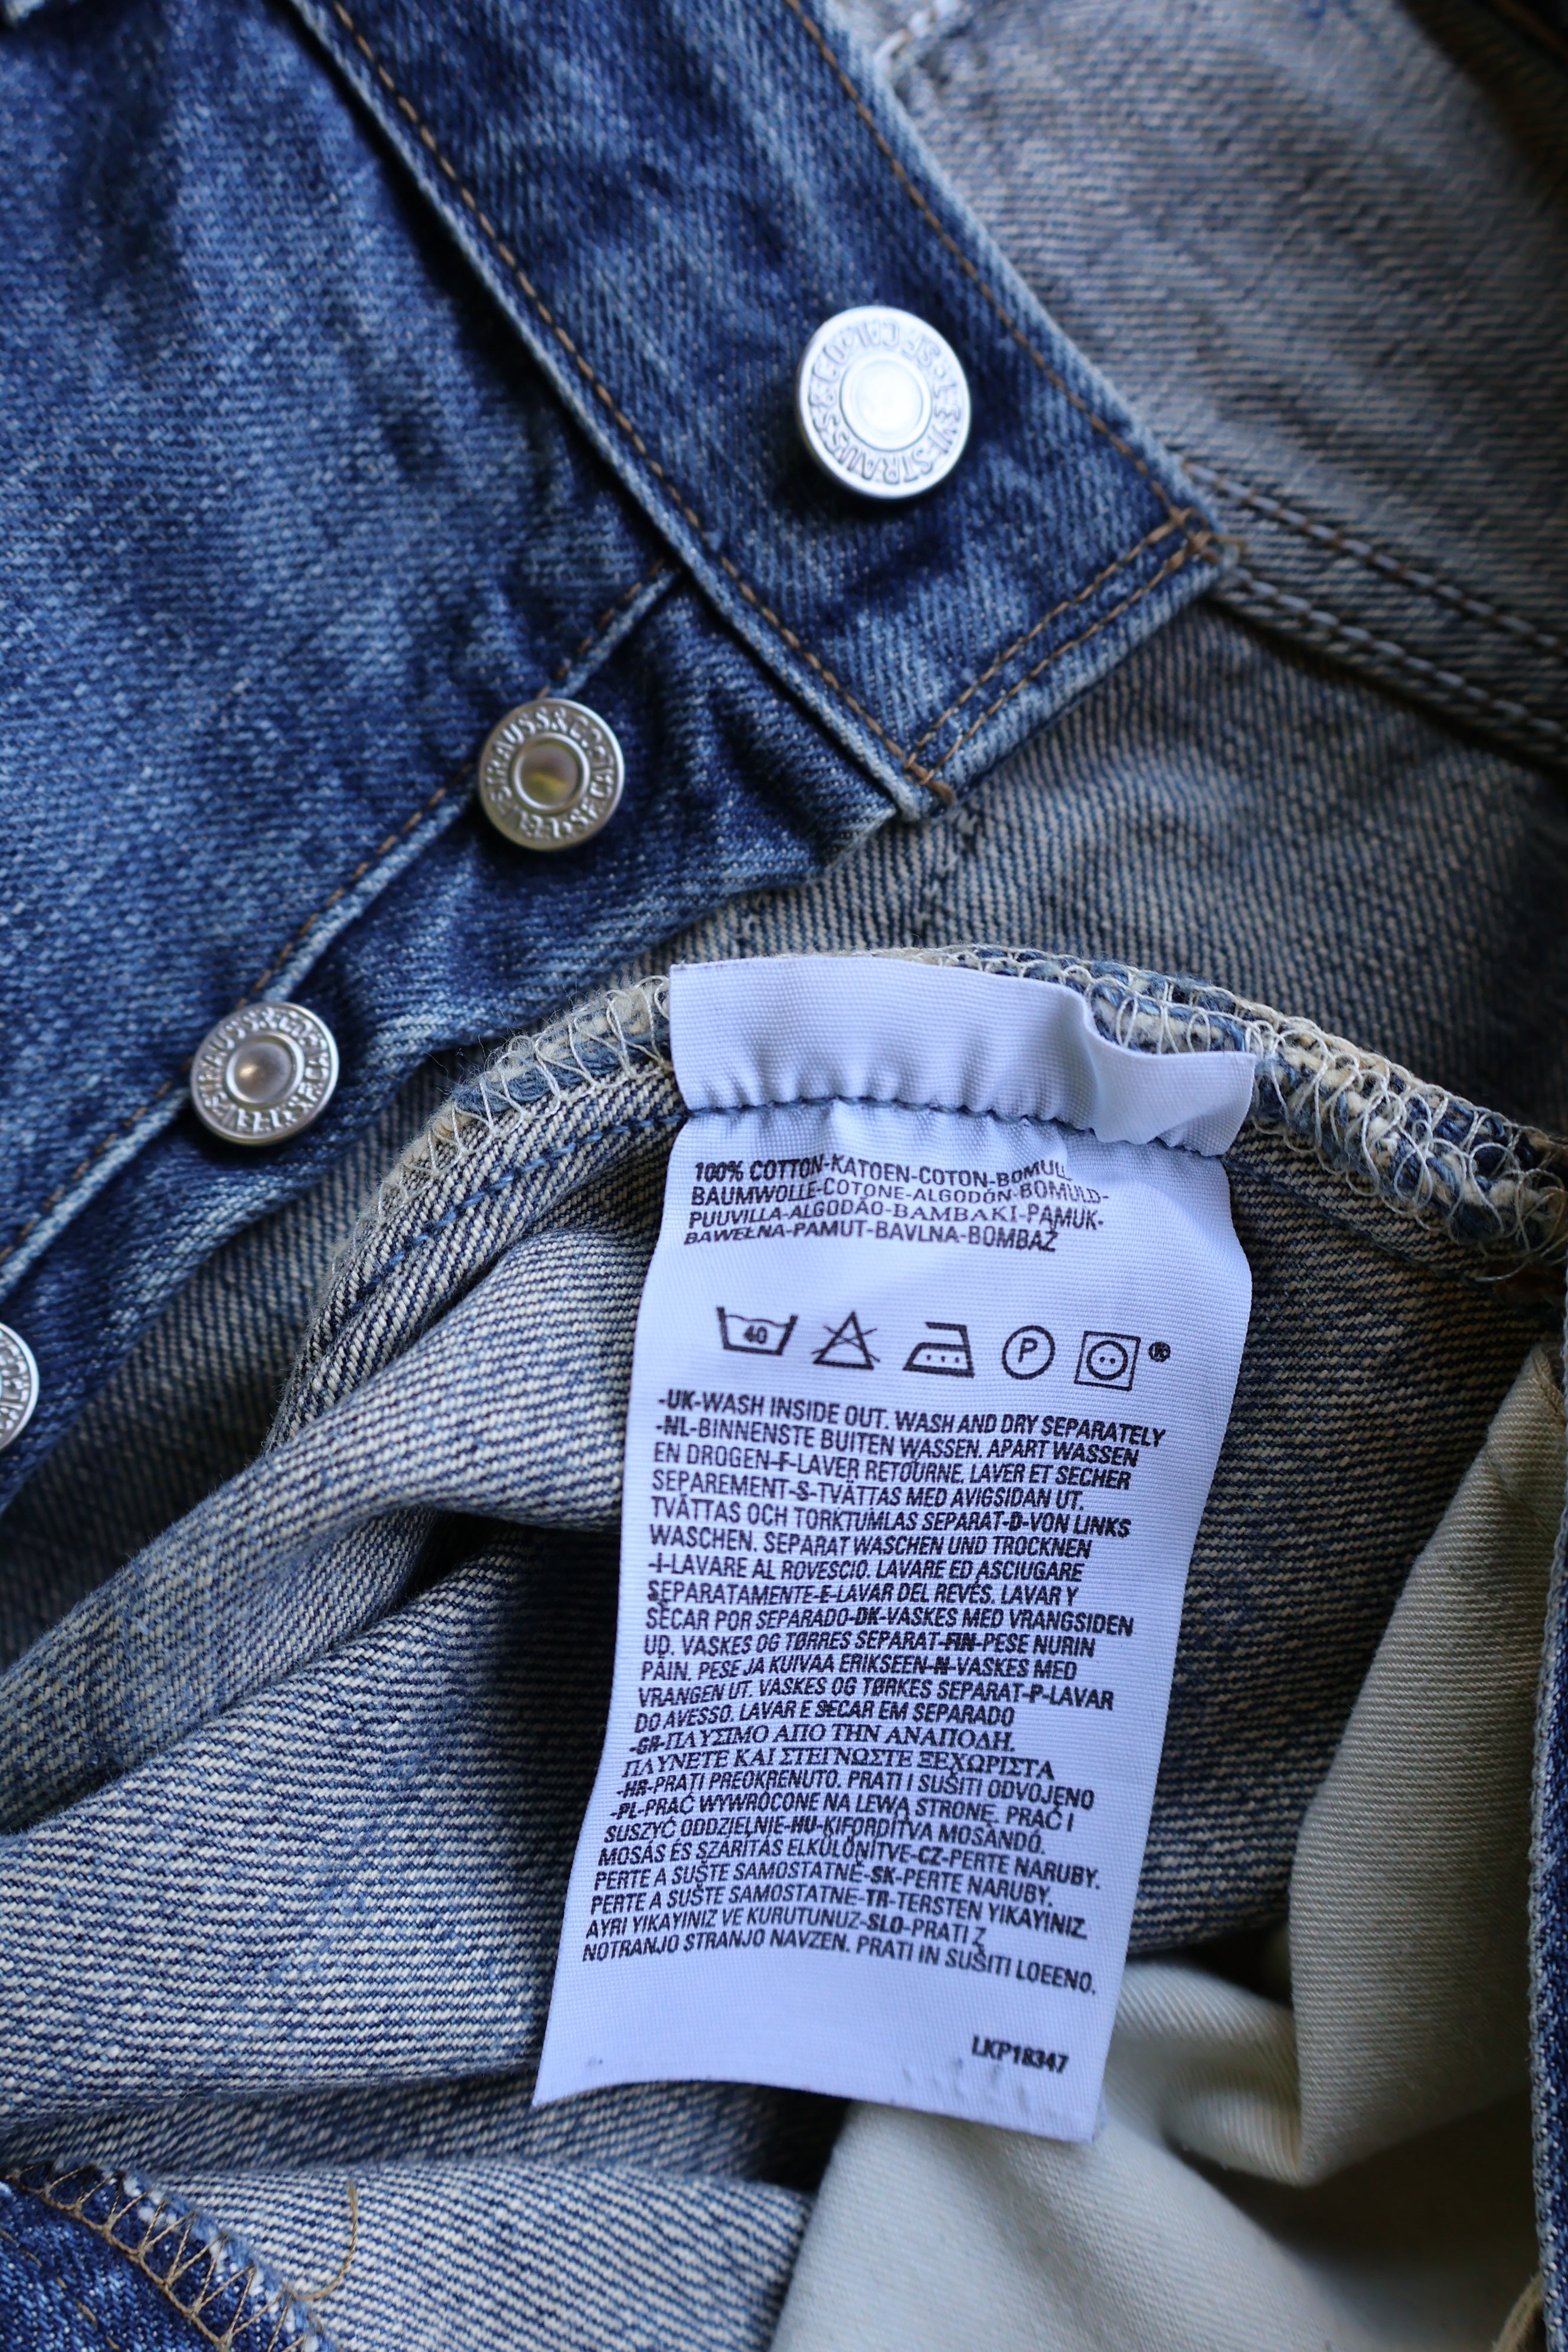 LEVI STRAUSS
STRAUSS & CO
STRAUSS & CO
100% COTTON-KATOEN-COTON-BOMULL
BAUMWOLLE-COTONE-ALGODÓN-BOMULD-
PUUVILLA-ALGODÃO-BAMBAKI-PAMUK-
BAWEŁNA-PAMUT-BAVLNA-BOMBAŽ
40 P ®
-UK-WASH INSIDE OUT. WASH AND DRY SEPARATELY
-NL-BINNENSTE BUITEN WASSEN. APART WASSEN
EN DROGEN-F-LAVER RETOURNE. LAVER ET SECHER
SEPAREMENT-S-TVÄTTAS MED AVIGSIDAN UT.
TVÄTTAS OCH TORKTUMLAS SEPARAT-D-VON LINKS
WASCHEN. SEPARAT WASCHEN UND TROCKNEN
-I-LAVARE AL ROVESCIO. LAVARE ED ASCIUGARE
SEPARATAMENTE-E-LAVAR DEL REVÉS. LAVAR Y
SECAR POR SEPARADO-DK-VASKES MED VRANGSIDEN
UD. VASKES OG TØRRES SEPARAT-FIN-PESE NURIN
PÄIN. PESE JA KUIVAA ERIKSEEN-N-VASKES MED
VRANGEN UT. VASKES OG TØRKES SEPARAT-P-LAVAR
DO AVESSO. LAVAR E SECAR EM SEPARADO
-GR-ΠΛΥΣΙΜΟ ΑΠΟ ΤΗΝ ΑΝΑΠΟΔΗ.
ΠΛΥΝΕΤΕ ΚΑΙ ΣΤΕΓΝΩΣΤΕ ΞΕΧΩΡΙΣΤΑ
-HR-PRATI PREOKRENUTO. PRATI I SUŠITI ODVOJENO
-PL-PRAĆ WYWRÓCONE NA LEWĄ STRONĘ. PRAĆ I
SUSZYĆ ODDZIELNIE-HU-KIFORDÍTVA MOSANDÓ.
MOSÁS ÉS SZÁRÍTÁS ELKÜLÖNÍTVE-CZ-PERTE NARUBY.
PERTE A SUŠTE SAMOSTATNĚ-SK-PERTE NARUBY.
PERTE A SUŠTE SAMOSTATNE-TR-TERSTEN YIKAYINIZ.
AYRI YIKAYINIZ VE KURUTUNUZ-SLO-PRATI Z
NOTRANJO STRANJO NAVZEN. PRATI IN SUŠITI LOEENO.
LKP18347